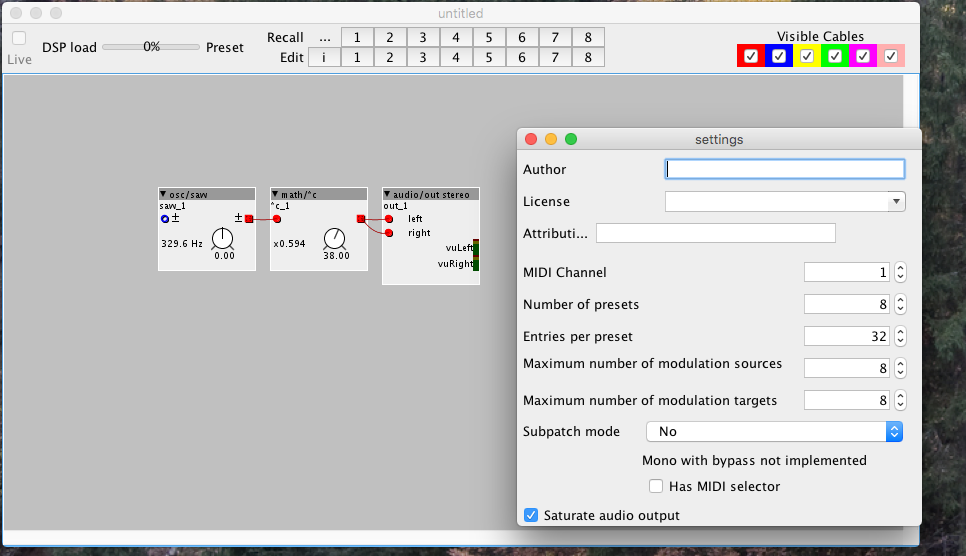 untitled
Live
DSP load 0% Preset
Recall ... 1 2 3 4 5 6 7 8
Edit i 1 2 3 4 5 6 7 8
Visible Cables
osc/saw
saw_1
± ±
329.6 Hz
0.00
math/^c
^c_1
x0.594
38.00
audio/out stereo
out_1
left
right
vuLeft
vuRight
settings
Author
License
Attributi...
MIDI Channel 1
Number of presets 8
Entries per preset 32
Maximum number of modulation sources 8
Maximum number of modulation targets 8
Subpatch mode No
Mono with bypass not implemented
Has MIDI selector
Saturate audio output